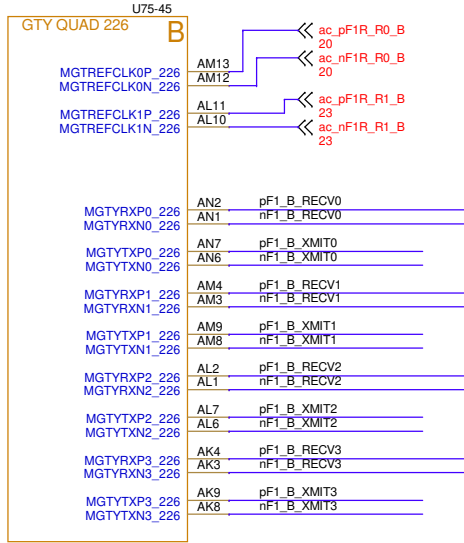 U75-45
GTY QUAD 226 B
MGTREFCLK0P_226 AM13 ac_pF1R_R0_B
20
MGTREFCLK0N_226 AM12 ac_nF1R_R0_B
20
MGTREFCLK1P_226 AL11 ac_pF1R_R1_B
23
MGTREFCLK1N_226 AL10 ac_nF1R_R1_B
23
MGTYRXP0_226 AN2 pF1_B_RECV0
MGTYRXN0_226 AN1 nF1_B_RECV0
MGTYTXP0_226 AN7 pF1_B_XMIT0
MGTYTXN0_226 AN6 nF1_B_XMIT0
MGTYRXP1_226 AM4 pF1_B_RECV1
MGTYRXN1_226 AM3 nF1_B_RECV1
MGTYTXP1_226 AM9 pF1_B_XMIT1
MGTYTXN1_226 AM8 nF1_B_XMIT1
MGTYRXP2_226 AL2 pF1_B_RECV2
MGTYRXN2_226 AL1 nF1_B_RECV2
MGTYTXP2_226 AL7 pF1_B_XMIT2
MGTYTXN2_226 AL6 nF1_B_XMIT2
MGTYRXP3_226 AK4 pF1_B_RECV3
MGTYRXN3_226 AK3 nF1_B_RECV3
MGTYTXP3_226 AK9 pF1_B_XMIT3
MGTYTXN3_226 AK8 nF1_B_XMIT3